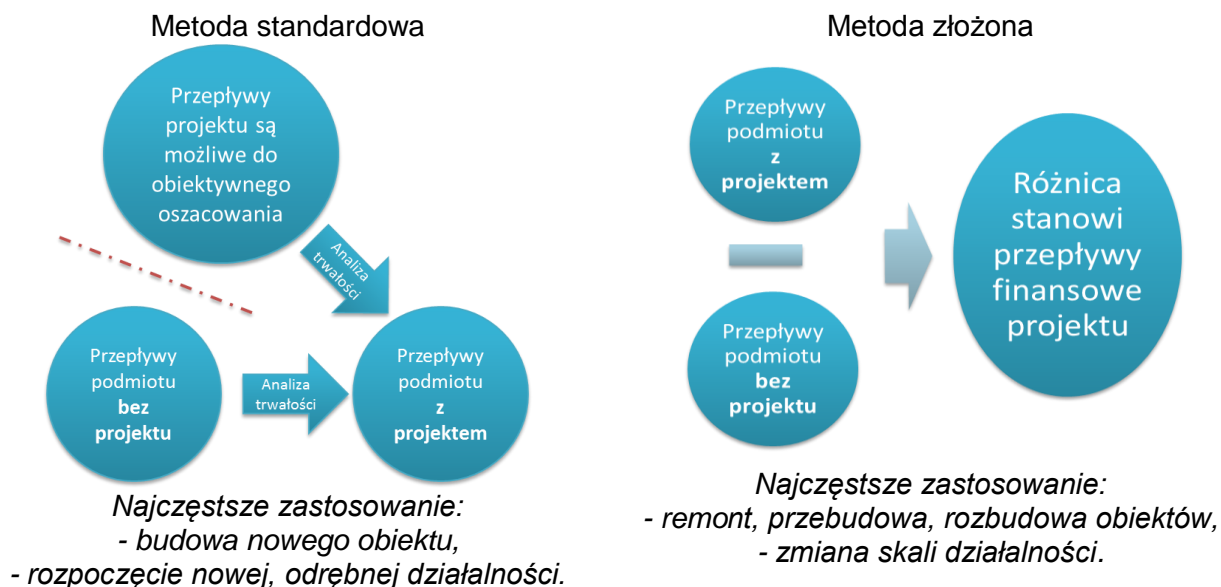 Metoda standardowa
Przepływy
projektu są
możliwe do
obiektywnego
oszacowania
Analiza
trwałości
Przepływy
podmiotu
bez
projektu
Analiza
trwałości
Przepływy
podmiotu
z
projektem
Najczęstsze zastosowanie:
- budowa nowego obiektu,
- rozpoczęcie nowej, odrębnej działalności.
Metoda złożona
Przepływy
podmiotu
z
projektem
Przepływy
podmiotu
bez
projektu
Różnica
stanowi
przepływy
finansowe
projektu
Najczęstsze zastosowanie:
- remont, przebudowa, rozbudowa obiektów,
- zmiana skali działalności.